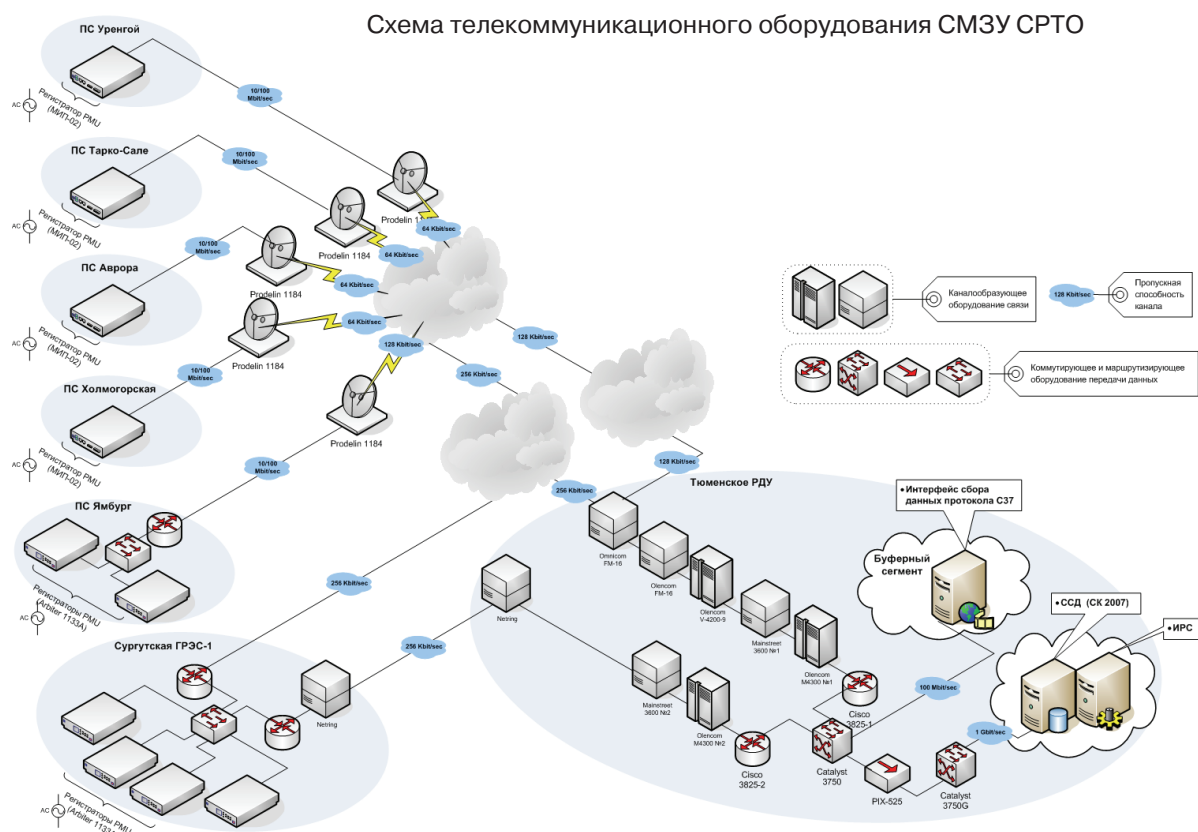 Схема телекоммуникационного оборудования СМЗУ СРТО
ПС Уренгой
AC
Регистратор PMU
(МИП-02)
10/100
Mbit/sec
ПС Тарко-Сале
AC
Регистратор PMU
(МИП-02)
10/100
Mbit/sec
ПС Аврора
AC
Регистратор PMU
(МИП-02)
10/100
Mbit/sec
ПС Холмогорская
AC
Регистратор PMU
(МИП-02)
10/100
Mbit/sec
ПС Ямбург
AC
Регистраторы PMU
(Arbiter 1133A)
10/100
Mbit/sec
Сургутская ГРЭС-1
AC
Регистраторы PMU
(Arbiter 1133A)
Netring
256 Kbit/sec
256 Kbit/sec
Prodelin
64 Kbit/sec
Prodelin 1184
64 Kbit/sec
Prodelin 1184
64 Kbit/sec
Prodelin 1184
64 Kbit/sec
Prodelin 1184
128 Kbit/sec
128 Kbit/sec
256 Kbit/sec
128 Kbit/sec
256 Kbit/sec
Каналообразующее
оборудование связи
128 Kbit/sec
Пропускная
способность
канала
Коммутирующее и маршрутизирующее
оборудование передачи данных
Тюменское РДУ
Omnicom
FM-16
Olencom
FM-16
Olencom
V-4200-9
Mainstreet
3600 №1
Olencom
M4300 №1
Netring
Mainstreet
3600 №2
Olencom
M4300 №2
Cisco
3825-1
Cisco
3825-2
Catalyst
3750
PIX-525
Catalyst
3750G
100 Mbit/sec
1 Gbit/sec
•Интерфейс сбора
данных протокола С37
Буферный
сегмент
•ССД (СК 2007)
•ИРС